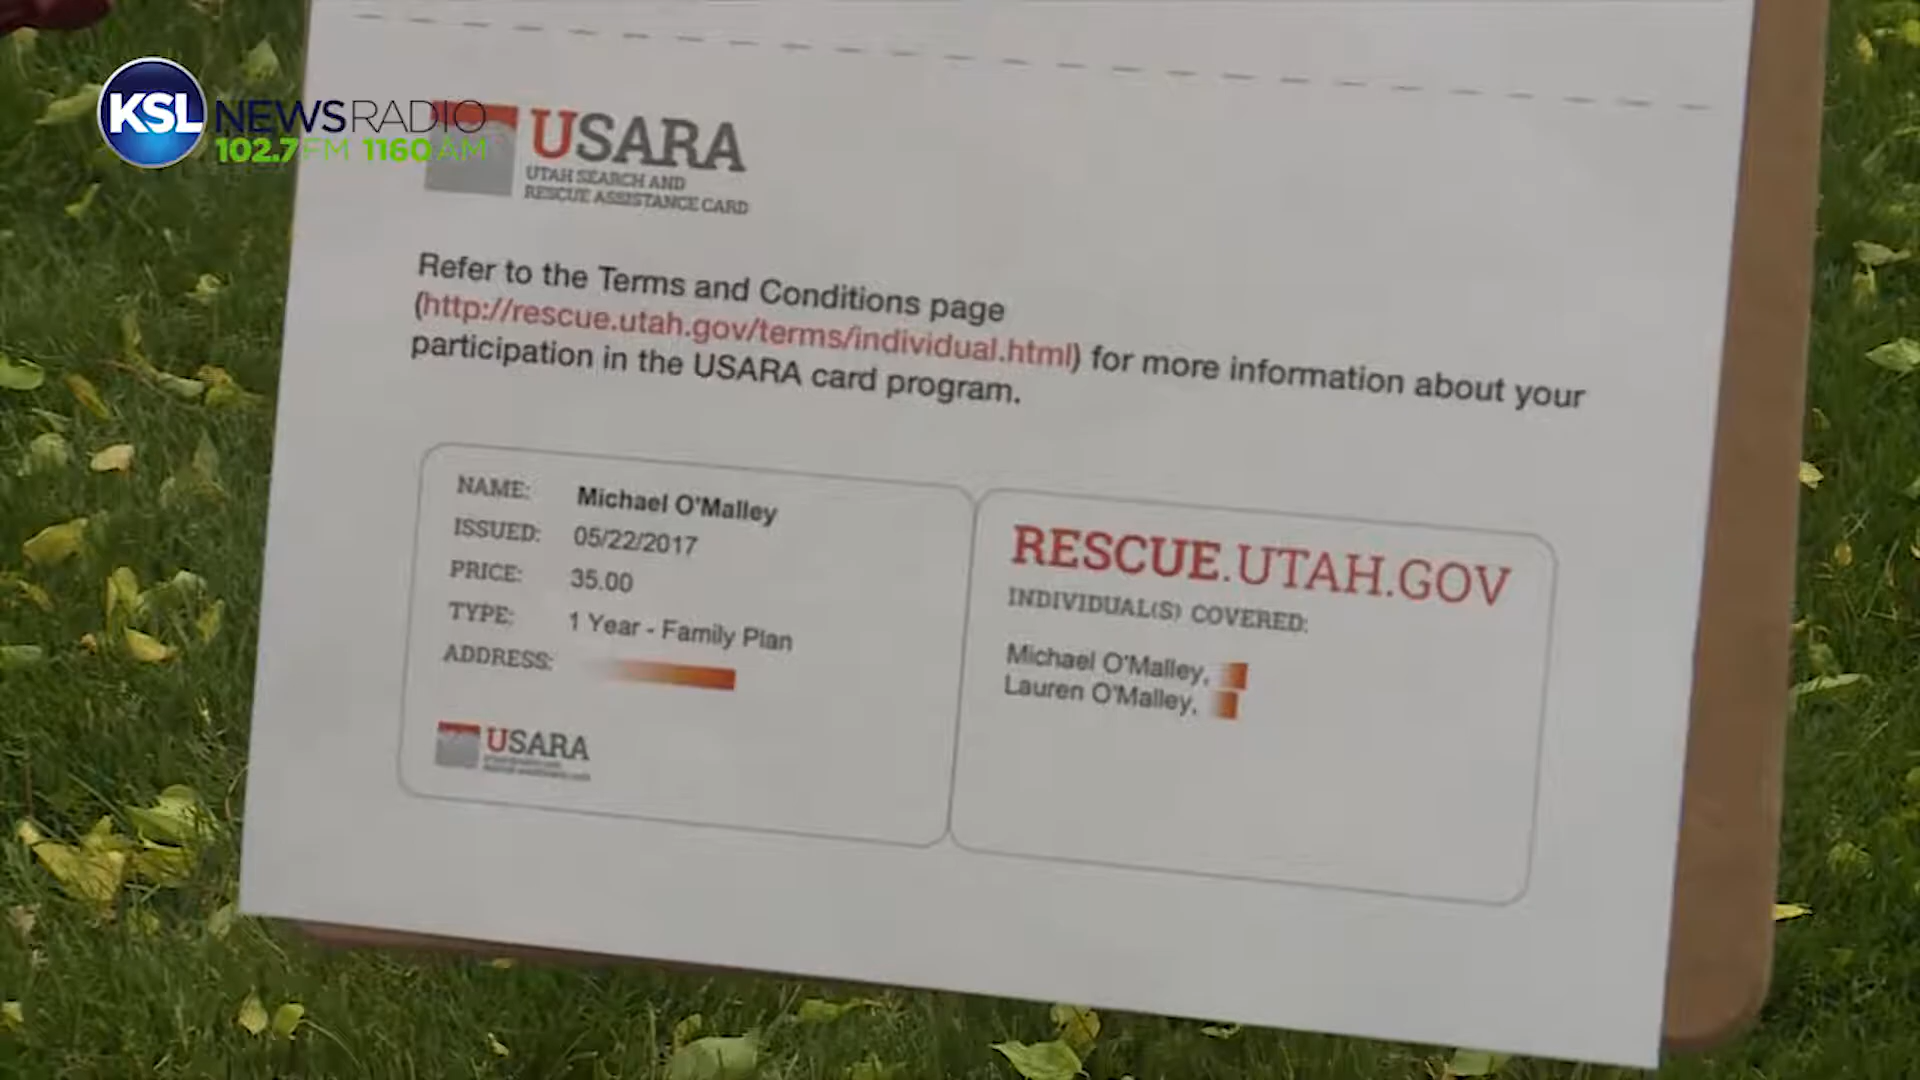 KSL NEWSRADIO
102.7 FM 1160 AM
USARA
UTAH SEARCH AND
RESCUE ASSISTANCE CARD
Refer to the Terms and Conditions page
(http://rescue.utah.gov/terms/individual.html) for more information about your
participation in the USARA card program.
NAME: Michael O'Malley
ISSUED: 05/22/2017
PRICE: 35.00
TYPE: 1 Year - Family Plan
ADDRESS:
USARA
RESCUE.UTAH.GOV
INDIVIDUAL(S) COVERED:
Michael O'Malley,
Lauren O'Malley,